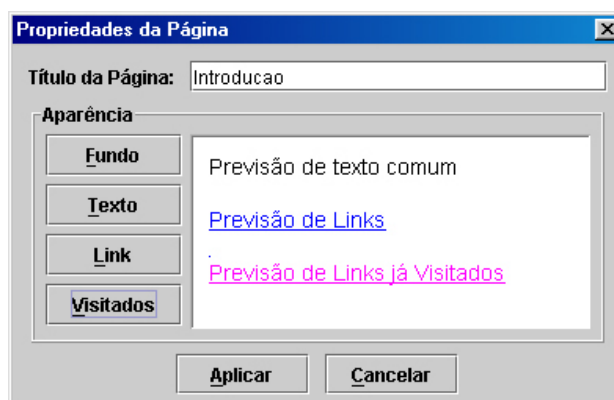 Propriedades da Página
Título da Página: Introducao
Aparência
Fundo
Texto
Link
Visitados
Previsão de texto comum
Previsão de Links
Previsão de Links já Visitados
Aplicar Cancelar